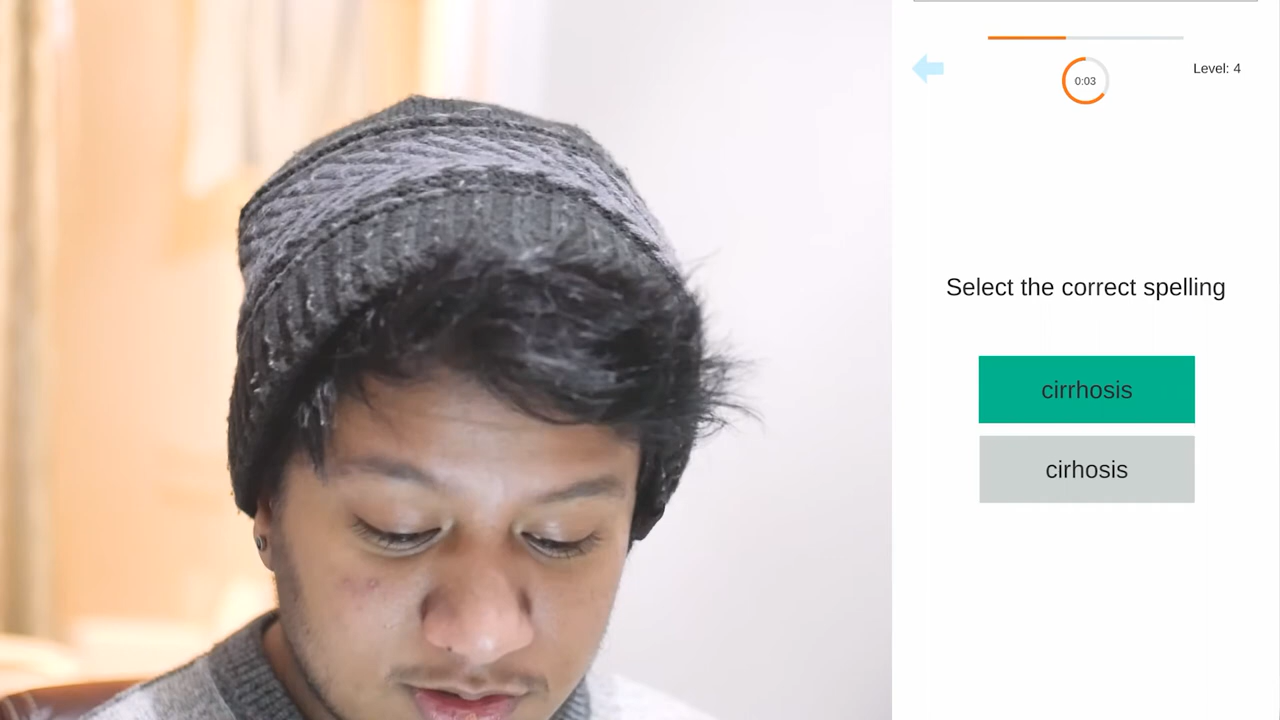 0:03
Level: 4
Select the correct spelling
cirrhosis
cirhosis